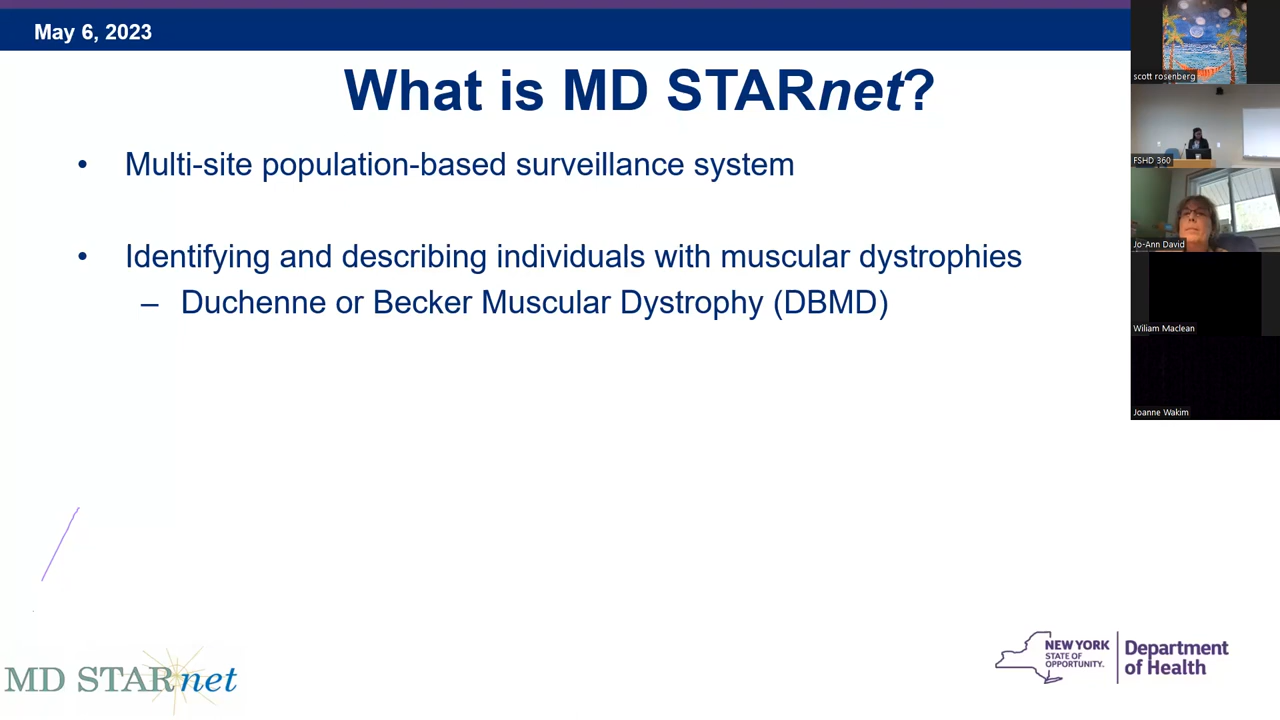 May 6, 2023
What is MD STARnet?
• Multi-site population-based surveillance system
• Identifying and describing individuals with muscular dystrophies
– Duchenne or Becker Muscular Dystrophy (DBMD)
scott rosenberg
FSHD 360
Jo-Ann David
Wiliam Maclean
Joanne Wakim
MD STARnet
NEW YORK
STATE OF
OPPORTUNITY.
Department
of Health